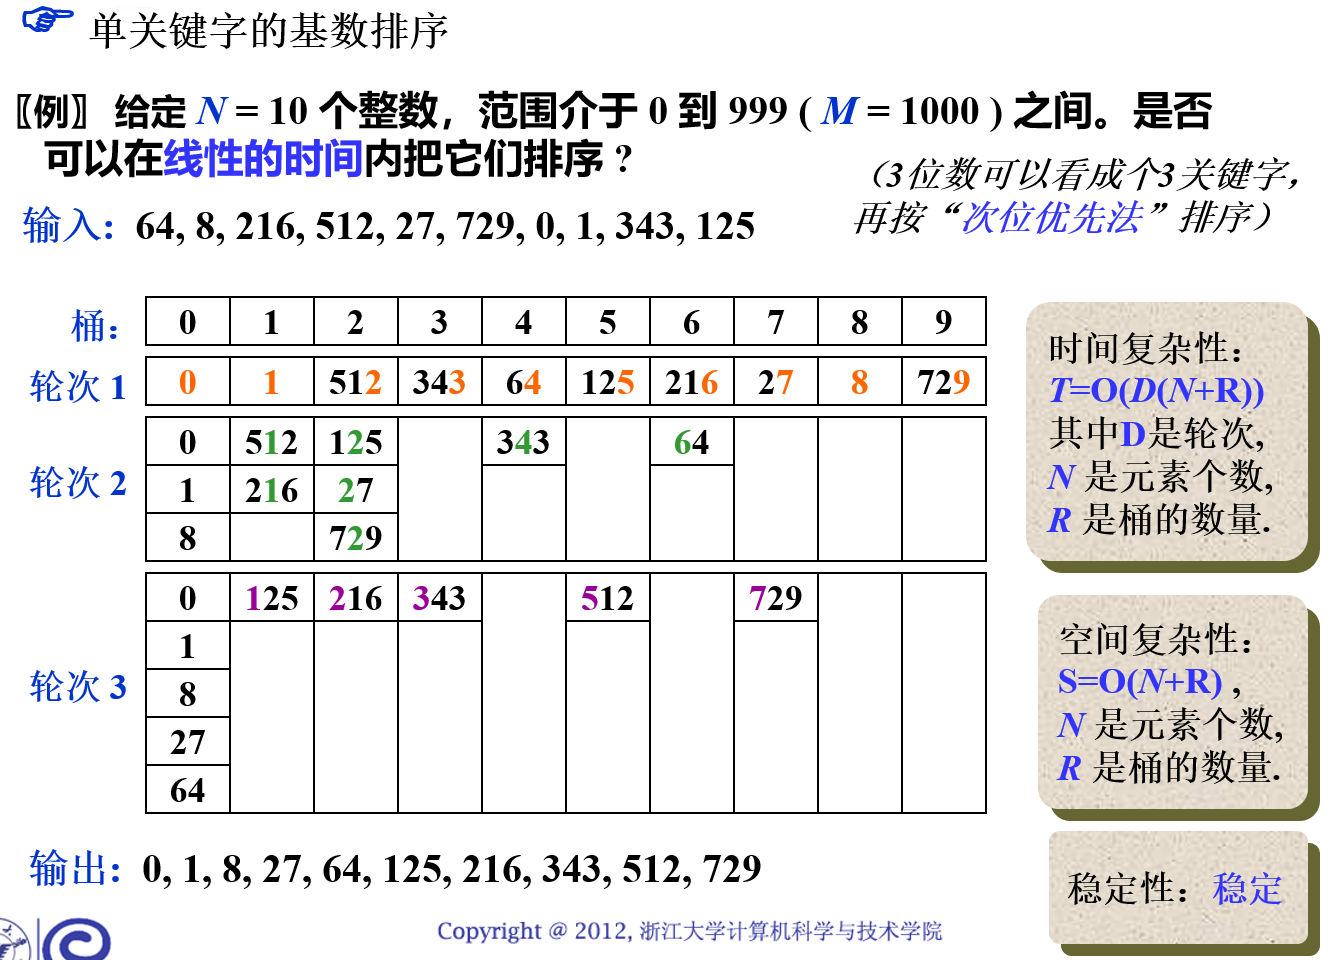 单关键字的基数排序
〖例〗 给定 N = 10 个整数，范围介于 0 到 999 ( M = 1000 ) 之间。是否
可以在线性的时间内把它们排序 ?
（3位数可以看成个3关键字，
再按“次位优先法”排序）
输入: 64, 8, 216, 512, 27, 729, 0, 1, 343, 125
桶: 0 1 2 3 4 5 6 7 8 9
轮次 1 0 1 512 343 64 125 216 27 8 729
轮次 2
0 512 125 343 64
1 216 27
8 729
轮次 3
0 125 216 343 512 729
1
8
27
64
时间复杂性:
T=O(D(N+R))
其中D是轮次,
N 是元素个数,
R 是桶的数量.
空间复杂性:
S=O(N+R) ,
N 是元素个数,
R 是桶的数量.
输出: 0, 1, 8, 27, 64, 125, 216, 343, 512, 729
稳定性：稳定
Copyright @ 2012, 浙江大学计算机科学与技术学院